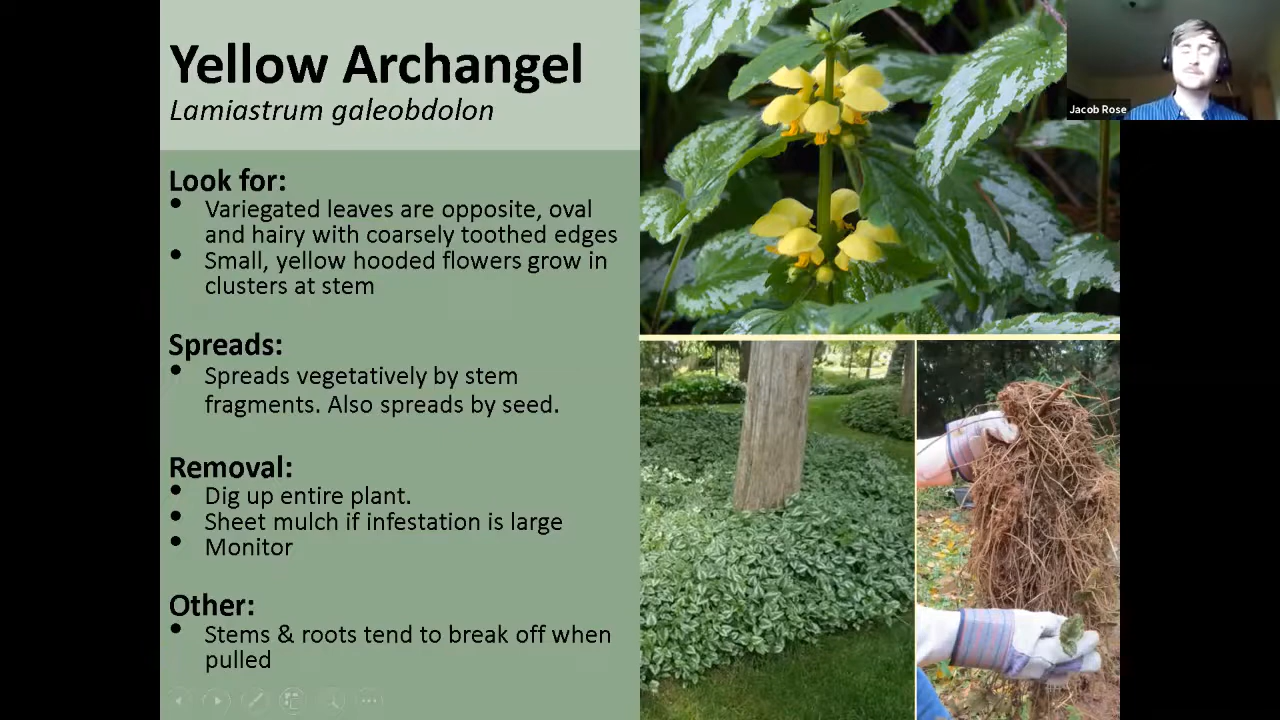 Yellow Archangel
Lamiastrum galeobdolon
Look for:
• Variegated leaves are opposite, oval
and hairy with coarsely toothed edges
• Small, yellow hooded flowers grow in
clusters at stem
Spreads:
• Spreads vegetatively by stem
fragments. Also spreads by seed.
Removal:
• Dig up entire plant.
• Sheet mulch if infestation is large
• Monitor
Other:
• Stems & roots tend to break off when
pulled
Jacob Rose